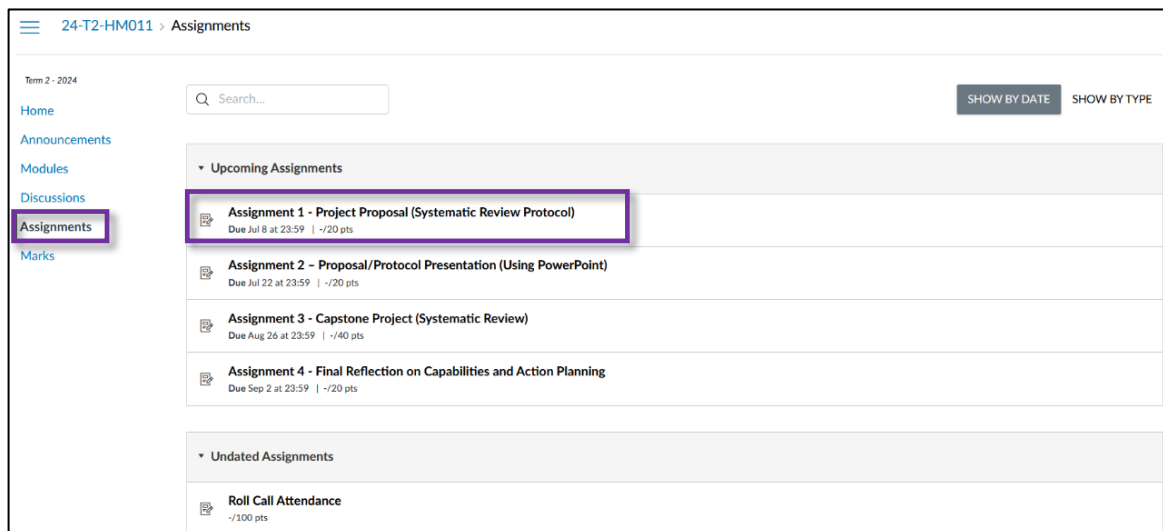 24-T2-HM011 > Assignments
Term 2 - 2024
Home
Announcements
Modules
Discussions
Assignments
Marks
Search...
SHOW BY DATE SHOW BY TYPE
Upcoming Assignments
Assignment 1 - Project Proposal (Systematic Review Protocol)
Due Jul 8 at 23:59 | -/20 pts
Assignment 2 – Proposal/Protocol Presentation (Using PowerPoint)
Due Jul 22 at 23:59 | -/20 pts
Assignment 3 - Capstone Project (Systematic Review)
Due Aug 26 at 23:59 | -/40 pts
Assignment 4 - Final Reflection on Capabilities and Action Planning
Due Sep 2 at 23:59 | -/20 pts
Undated Assignments
Roll Call Attendance
-/100 pts